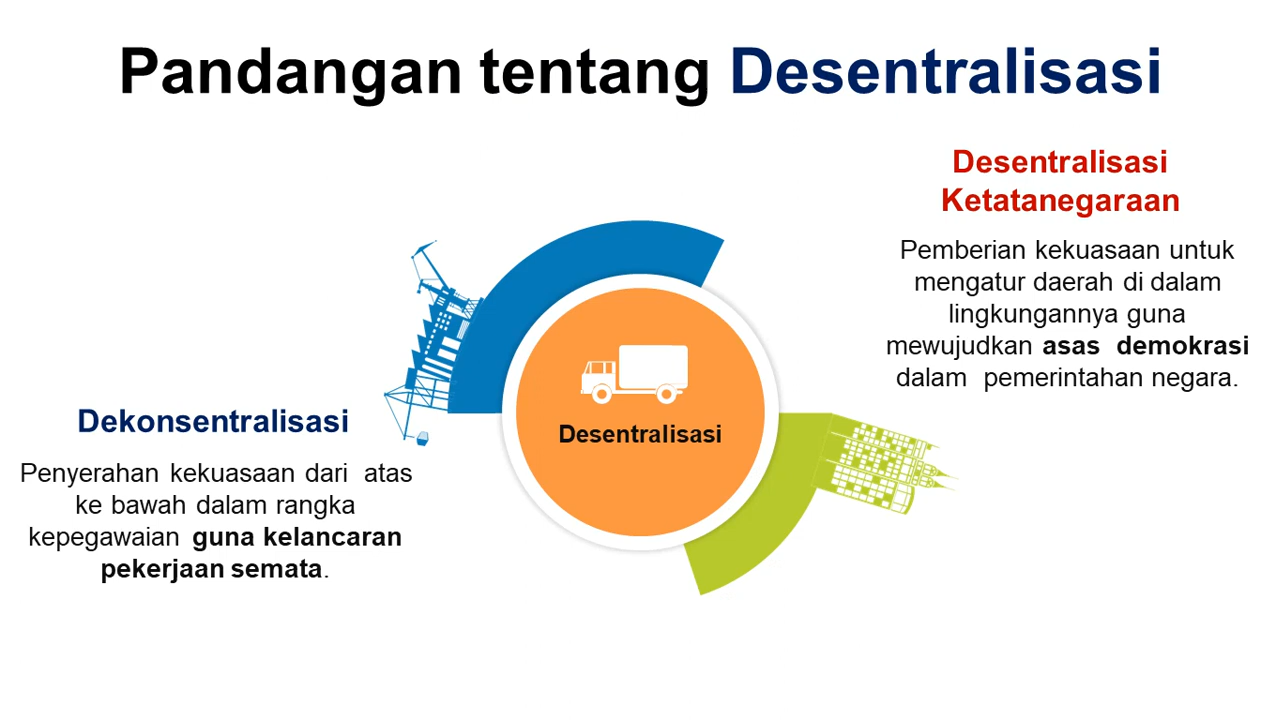 Pandangan tentang Desentralisasi
Desentralisasi
Ketatanegaraan
Pemberian kekuasaan untuk
mengatur daerah di dalam
lingkungannya guna
mewujudkan asas demokrasi
dalam pemerintahan negara.
Dekonsentralisasi
Penyerahan kekuasaan dari atas
ke bawah dalam rangka
kepegawaian guna kelancaran
pekerjaan semata.
Desentralisasi